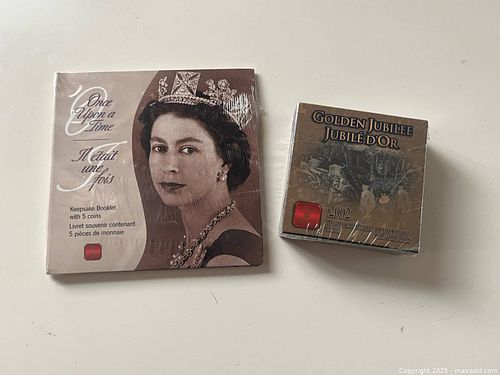 Once
Upon a
Time
Il était
une
fois
Keepsake Booklet
with 5 coins
Livret souvenir contenant
5 pièces de monnaie
GOLDEN JUBILEE
JUBILÉ D'OR
2002
Copyright 2025 - maxsold.com